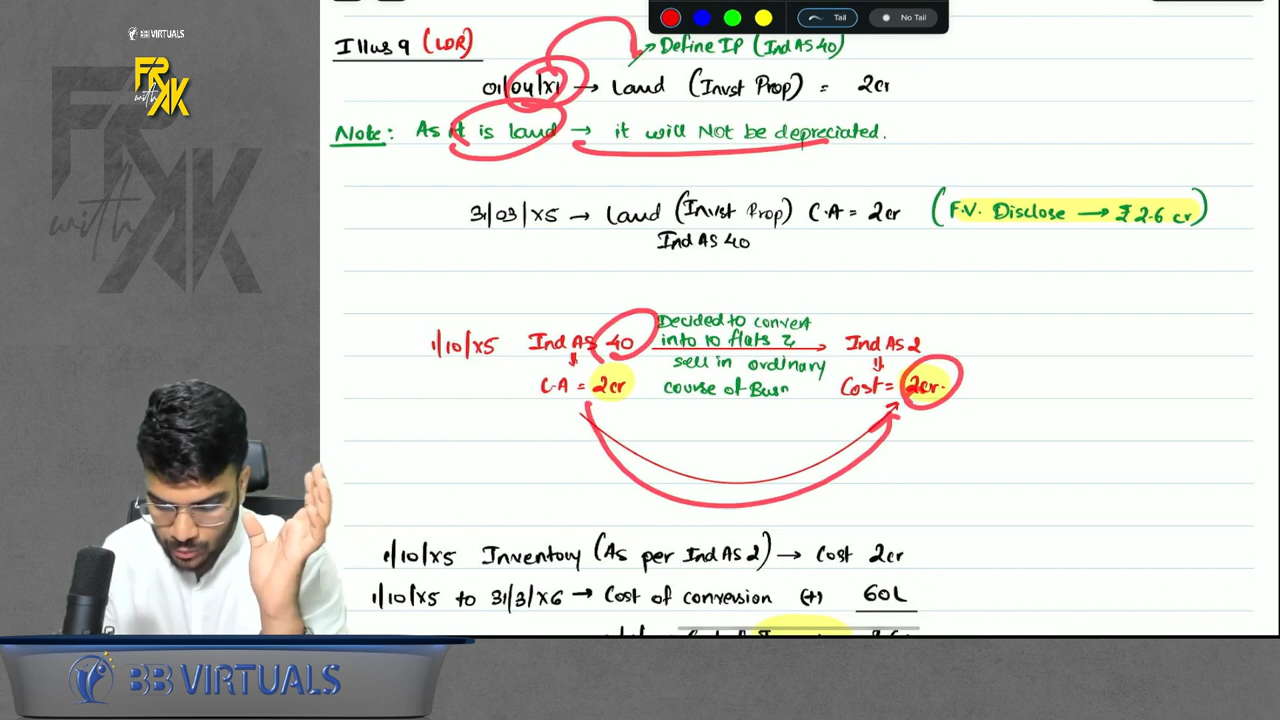 BB VIRTUALS
Tail
No Tail
FR
with
AK
FR
with
AK
Illus 9 (LDR)
→ Define IP (Ind AS 40)
01/04/X1 → Land (Invst Prop) = 2cr
Note: As it is land → it will Not be depreciated.
31/03/X5 → Land (Invst Prop) C.A = 2cr (F.V. Disclose → ₹2.6 cr)
Ind AS 40
1/10/X5 Ind AS 40 Decided to convert into 10 flats & sell in ordinary course of Busn Ind AS 2
C.A = 2cr Cost = 2cr.
1/10/X5 Inventory (As per Ind AS 2) → Cost 2cr
1/10/X5 to 31/3/X6 → Cost of conversion (+) 60L
BB VIRTUALS